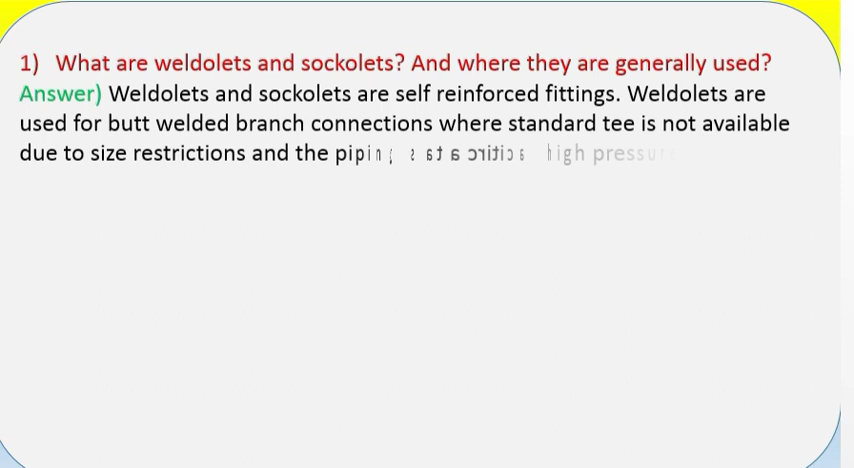 1) What are weldolets and sockolets? And where they are generally used?
Answer) Weldolets and sockolets are self reinforced fittings. Weldolets are
used for butt welded branch connections where standard tee is not available
due to size restrictions and the high